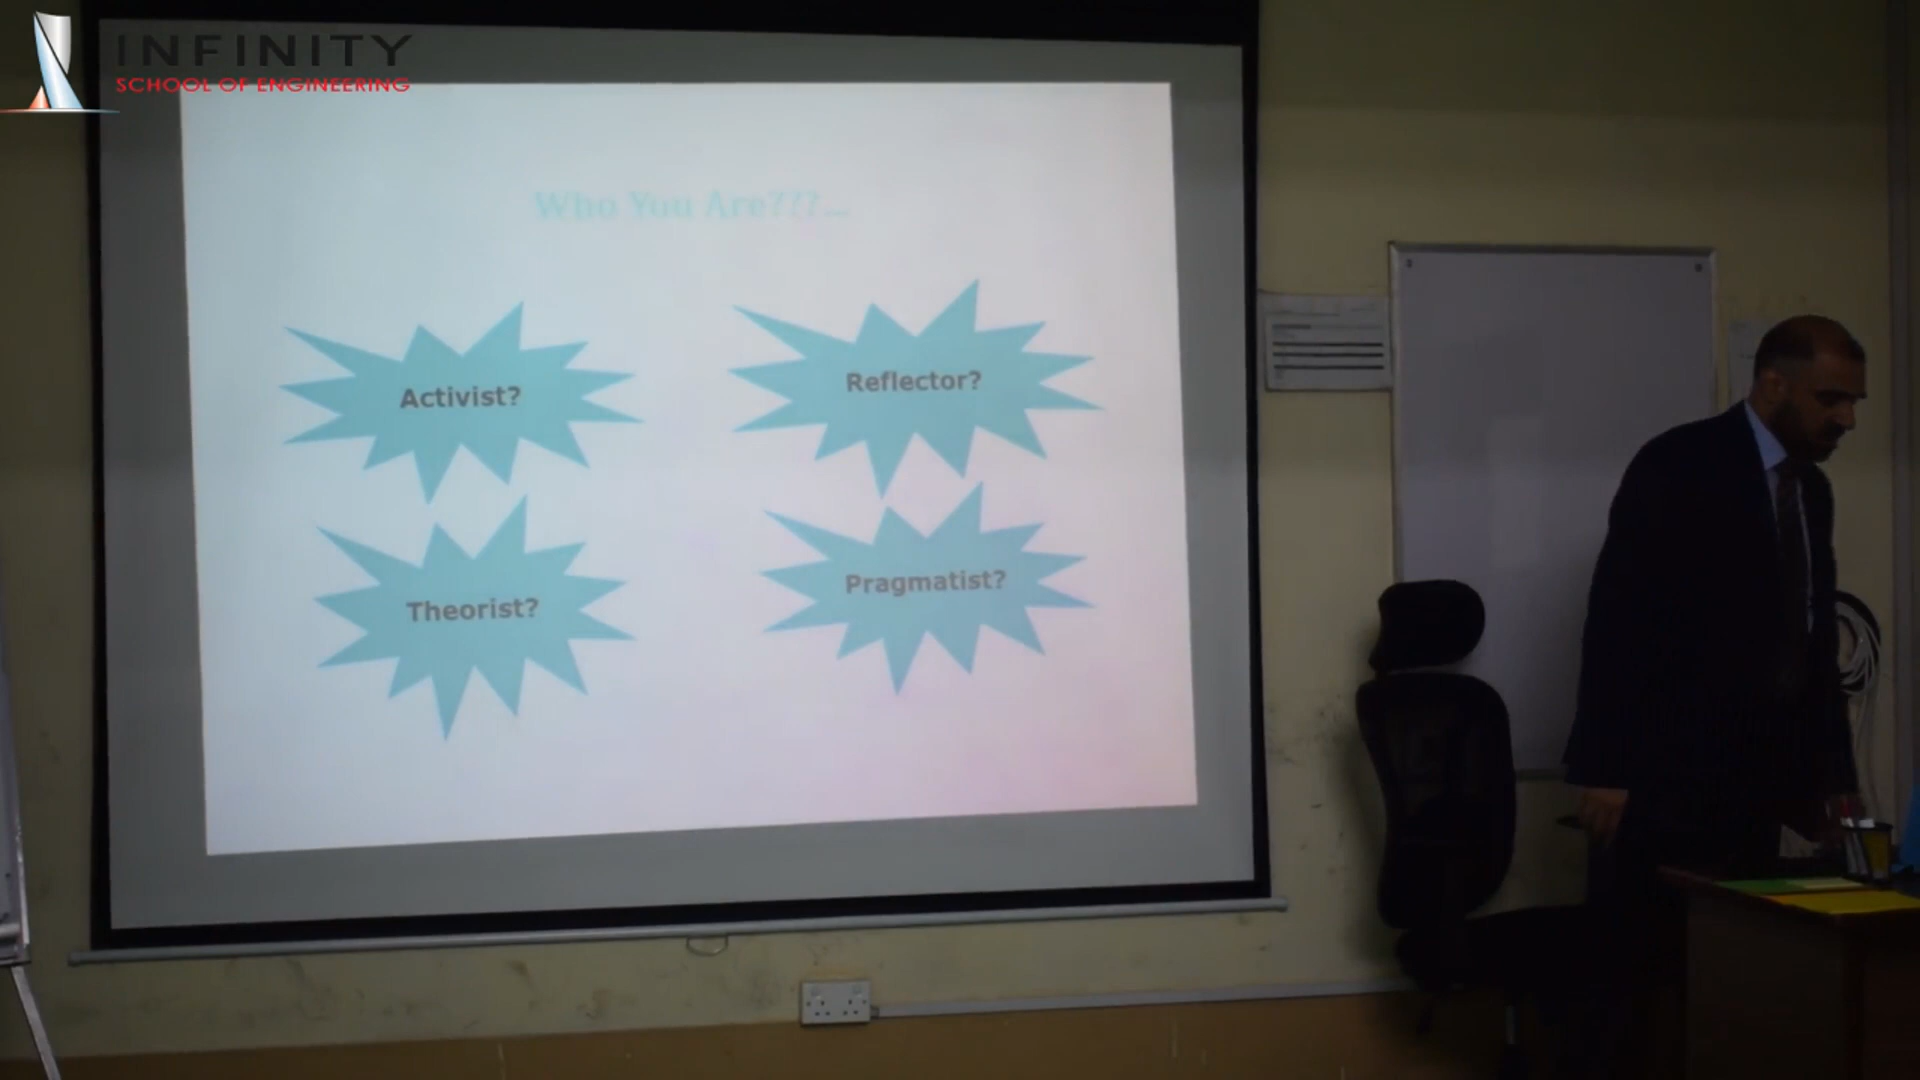 INFINITY
SCHOOL OF ENGINEERING
Who You Are???...
Activist?
Reflector?
Theorist?
Pragmatist?